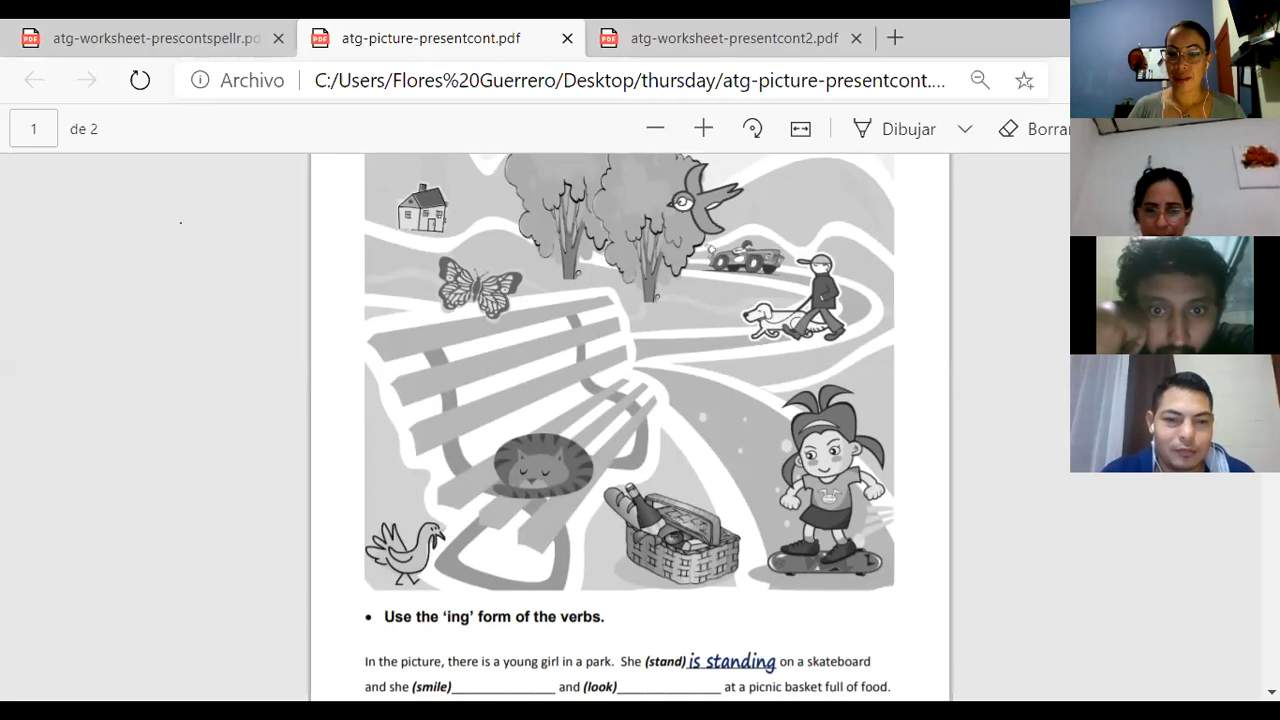 atg-worksheet-prescontspellr.pd
atg-picture-presentcont.pdf
atg-worksheet-presentcont2.pdf
Archivo
C:/Users/Flores%20Guerrero/Desktop/thursday/atg-picture-presentcont....
1
de 2
Dibujar
Borra
• Use the ‘ing’ form of the verbs.
In the picture, there is a young girl in a park. She (stand) is standing on a skateboard
and she (smile)______________ and (look)______________ at a picnic basket full of food.